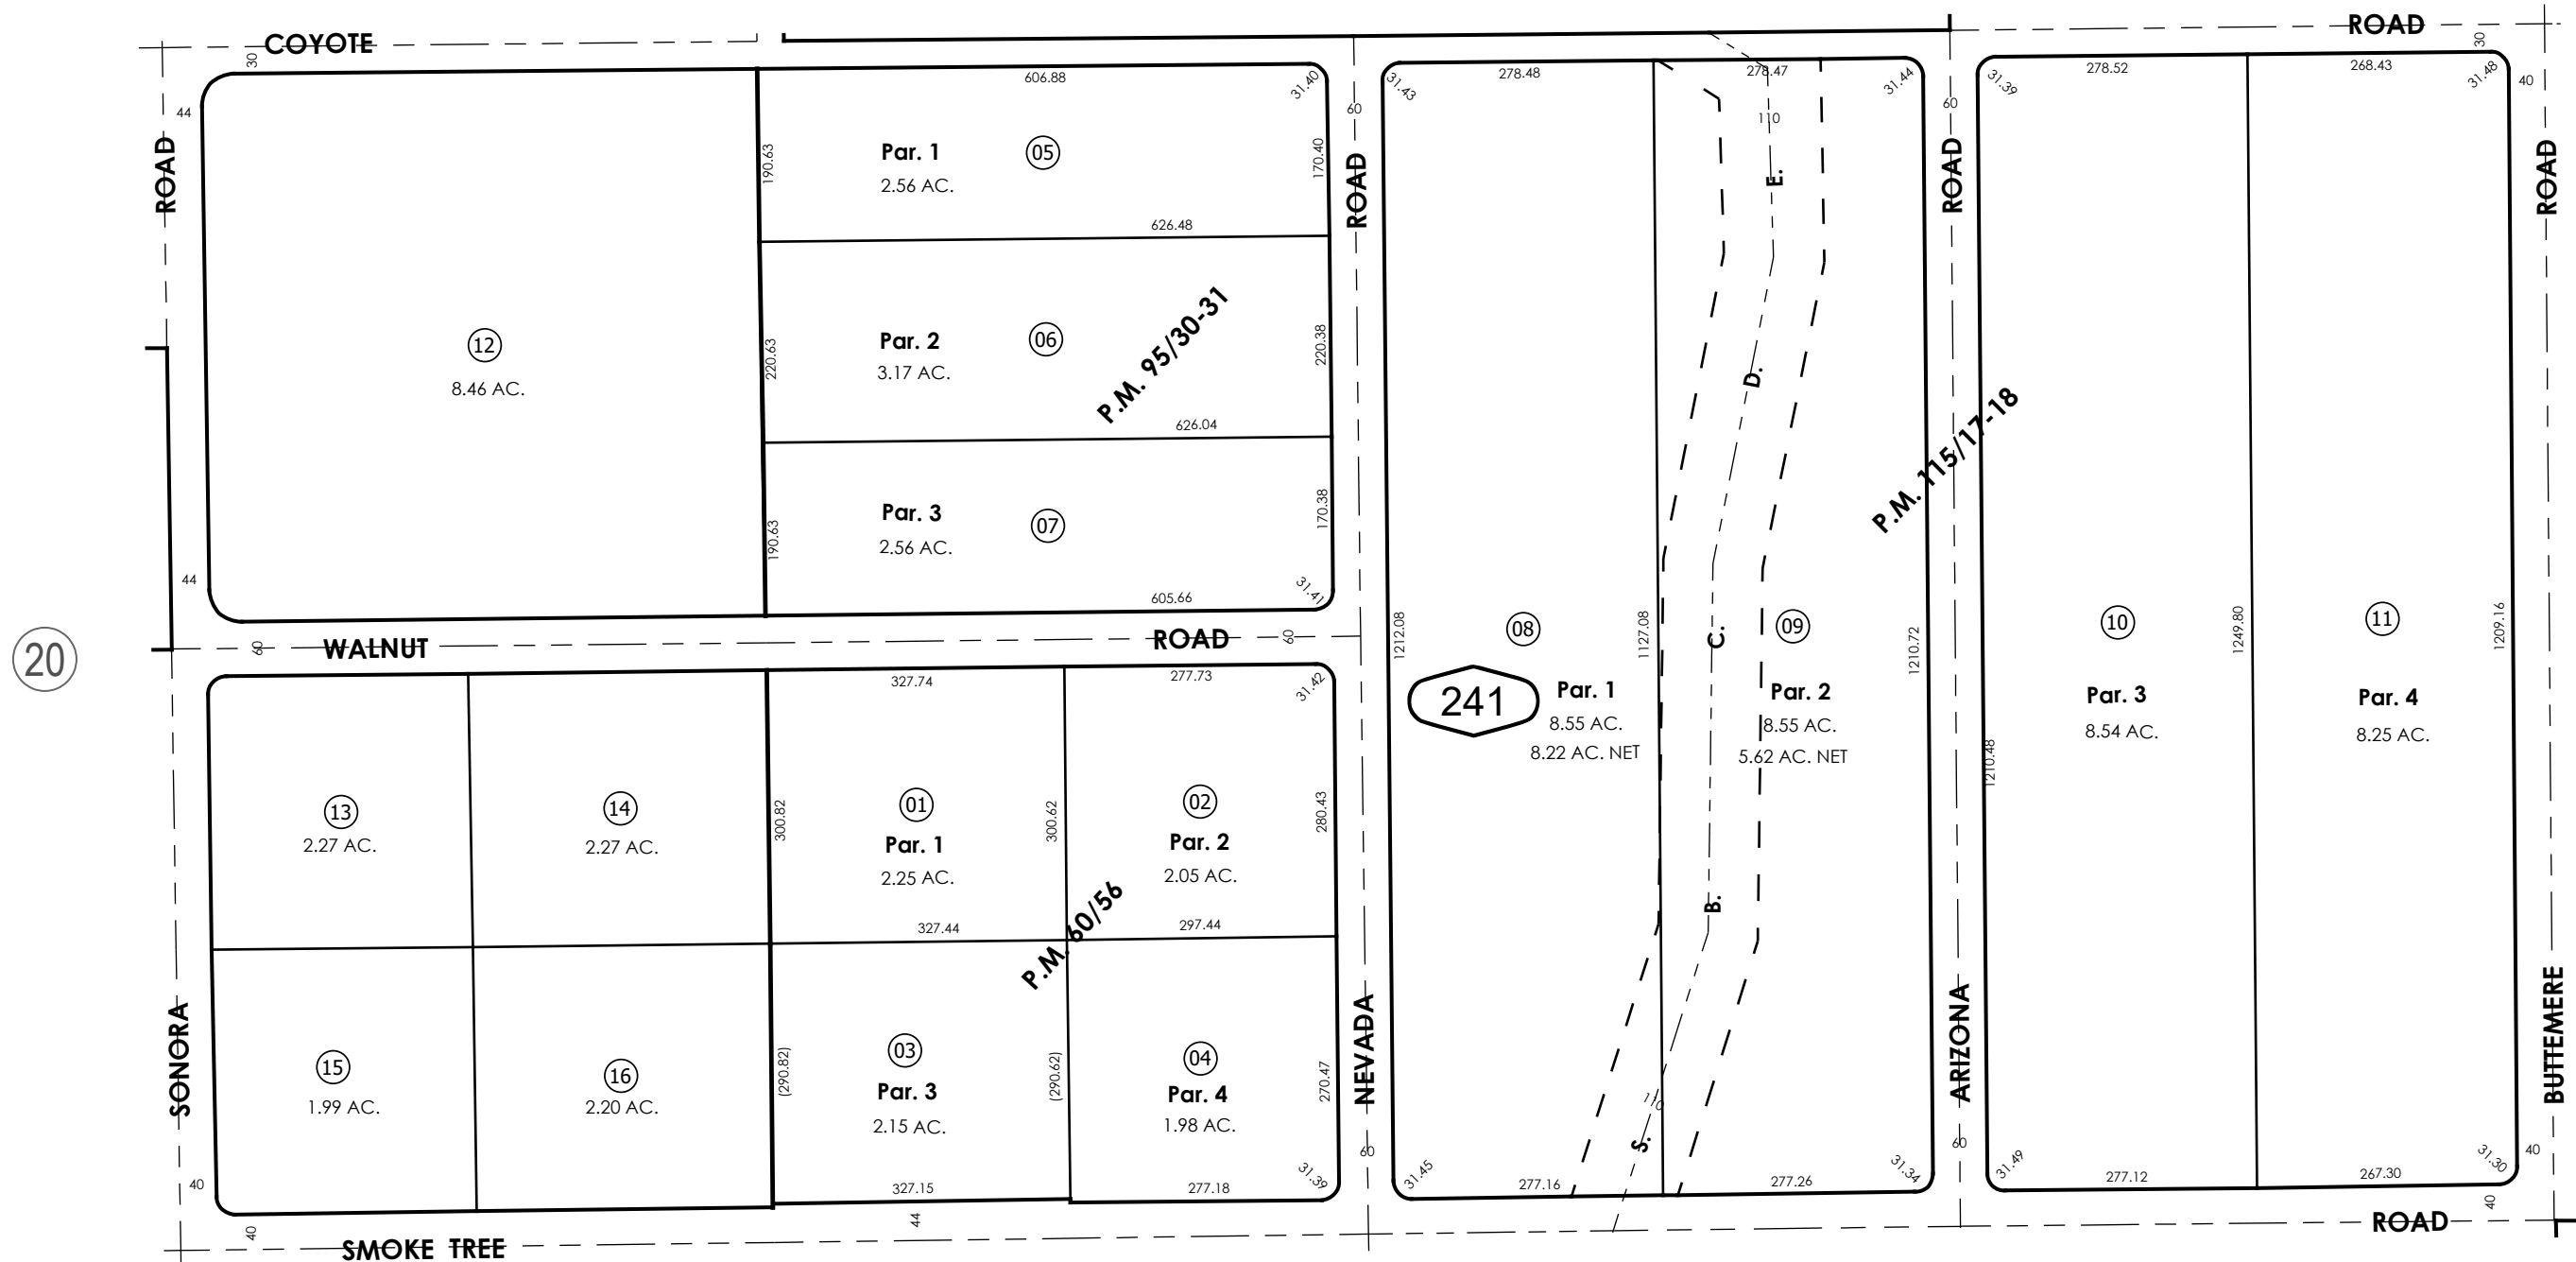 COYOTE
ROAD
30
30
606.88
31.40
31.43
278.48
278.47
31.44
31.39
278.52
268.43
31.48
40
44
60
60
110
ROAD
ROAD
ROAD
ROAD
190.63
Par. 1
05
2.56 AC.
170.40
E.
626.48
12
8.46 AC.
220.63
Par. 2
06
3.17 AC.
220.38
P.M. 95/30-31
626.04
D.
P.M. 115/17-18
190.63
Par. 3
07
2.56 AC.
170.38
44
605.66
31.41
20
60
WALNUT
ROAD
60
1212.08
08
1127.08
C.
09
1210.72
10
1249.80
11
1209.16
241
Par. 1
8.55 AC.
8.22 AC. NET
Par. 2
8.55 AC.
5.62 AC. NET
Par. 3
8.54 AC.
1210.48
Par. 4
8.25 AC.
327.74
277.73
31.42
13
2.27 AC.
14
2.27 AC.
300.82
01
Par. 1
2.25 AC.
300.62
02
Par. 2
2.05 AC.
280.43
327.44
297.44
P.M. 60/56
B.
SONORA
NEVADA
ARIZONA
BUTTEMERE
15
1.99 AC.
16
2.20 AC.
(290.82)
03
Par. 3
2.15 AC.
(290.62)
04
Par. 4
1.98 AC.
270.47
110
S.
60
60
40
40
327.15
277.18
31.39
31.45
277.16
277.26
31.34
31.49
277.12
267.30
31.30
40
44
40
SMOKE TREE
ROAD